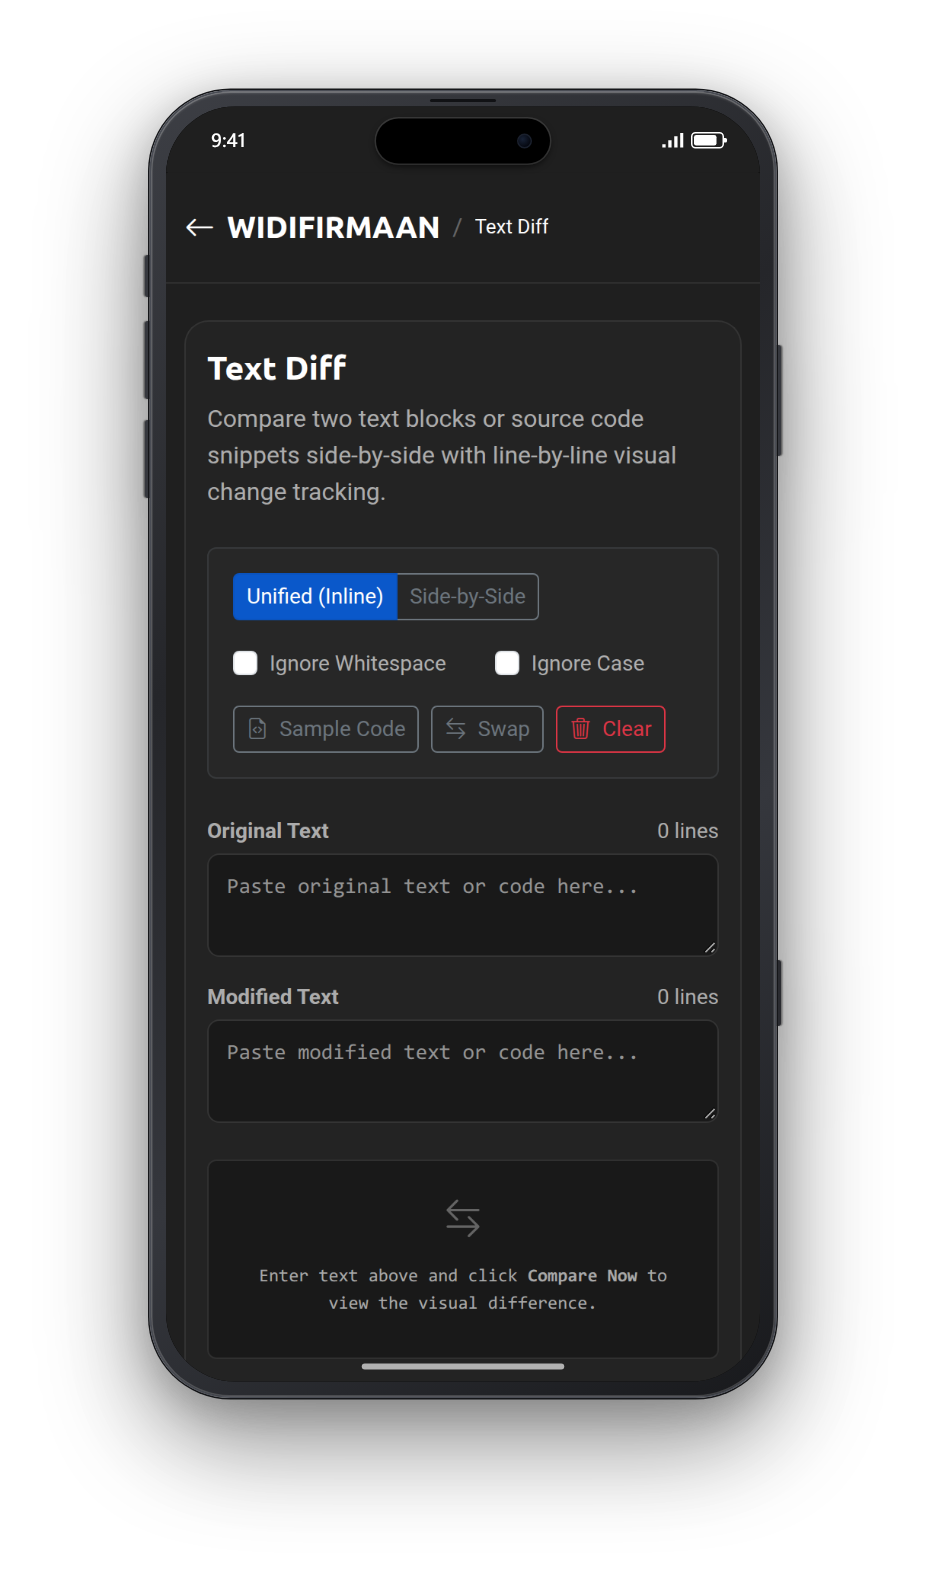 9:41
WIDIFIRMAAN / Text Diff
Text Diff
Compare two text blocks or source code
snippets side-by-side with line-by-line visual
change tracking.
Unified (Inline) Side-by-Side
Ignore Whitespace Ignore Case
Sample Code Swap Clear
Original Text 0 lines
Paste original text or code here...
Modified Text 0 lines
Paste modified text or code here...
Enter text above and click Compare Now to
view the visual difference.